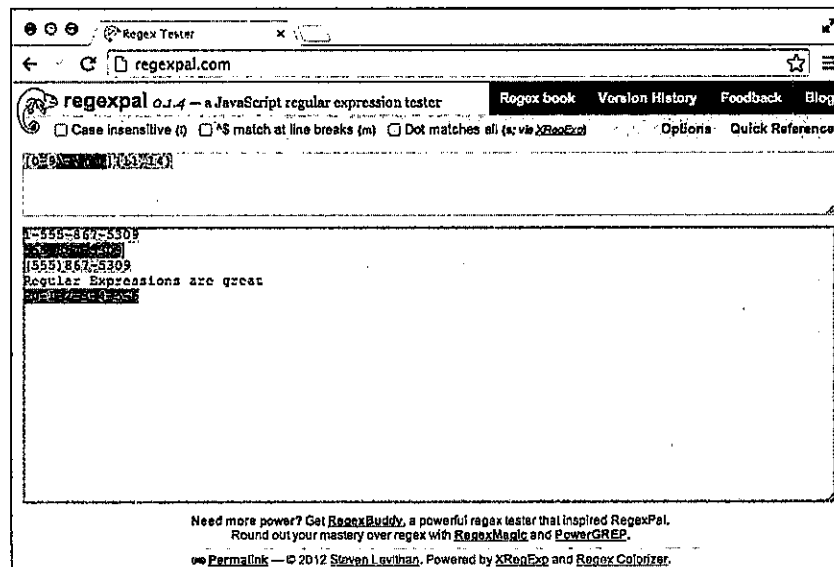 Regex Tester
regexpal.com
regexpal 0.1.4 — a JavaScript regular expression tester
Regex book Version History Feedback Blog
Case insensitive (i) ^$ match at line breaks (m) Dot matches all (s; via XRegExp)
Options Quick Reference
1-555-867-5309
(555)867-5309
Regular Expressions are great
Need more power? Get RegexBuddy, a powerful regex tester that inspired RegexPal.
Round out your mastery over regex with RegexMagic and PowerGREP.
Permalink — © 2012 Steven Levithan. Powered by XRegExp and Regex Colorizer.